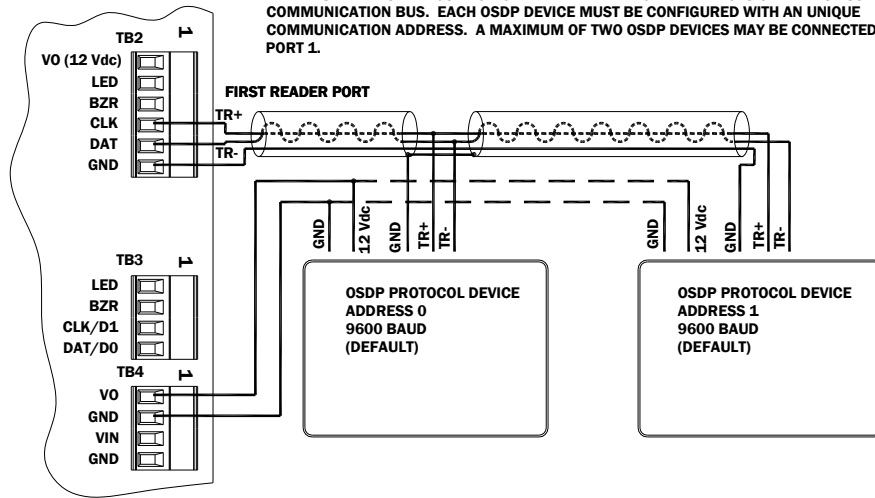 COMMUNICATION BUS. EACH OSDP DEVICE MUST BE CONFIGURED WITH AN UNIQUE
COMMUNICATION ADDRESS. A MAXIMUM OF TWO OSDP DEVICES MAY BE CONNECTED
PORT 1.
TB2
1
VO (12 Vdc)
LED
BZR
CLK
DAT
GND
FIRST READER PORT
TR+
TR-
GND
12 Vdc
GND
TR+
TR-
GND
12 Vdc
GND
TR+
TR-
TB3
1
LED
BZR
CLK/D1
DAT/D0
TB4
1
VO
GND
VIN
GND
OSDP PROTOCOL DEVICE
ADDRESS 0
9600 BAUD
(DEFAULT)
OSDP PROTOCOL DEVICE
ADDRESS 1
9600 BAUD
(DEFAULT)